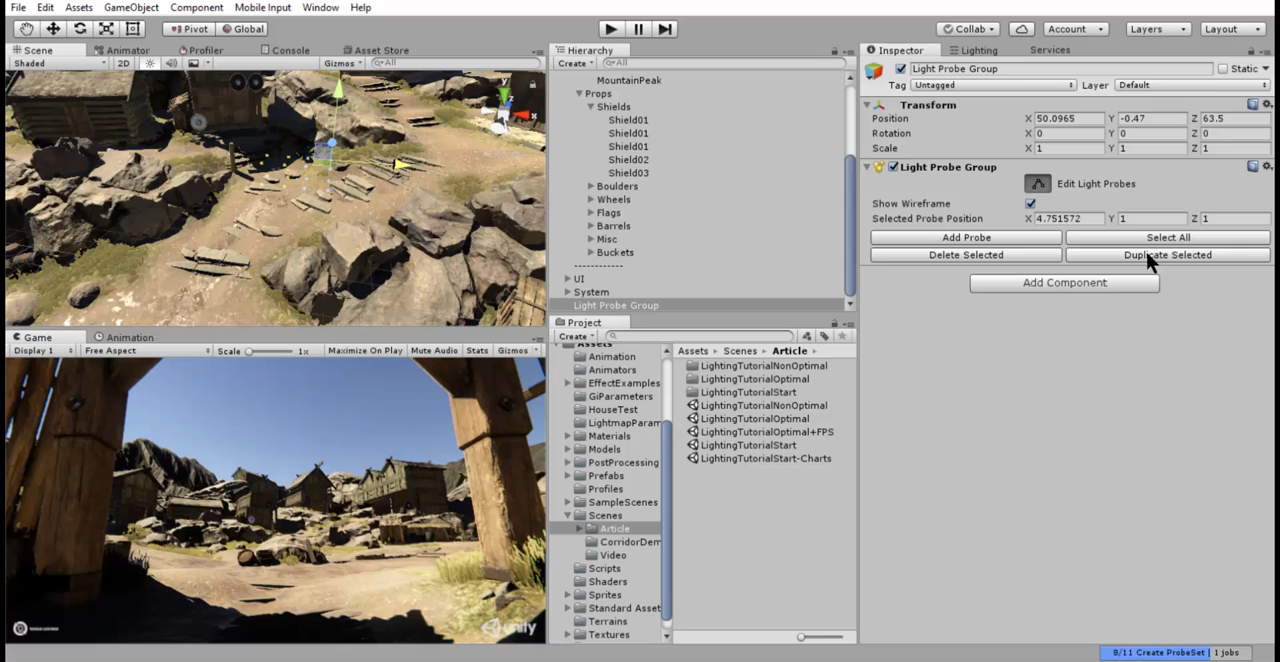 File Edit Assets GameObject Component Mobile Input Window Help
Pivot Global Collab Account Layers Layout
Scene Animator Profiler Console Asset Store
Shaded 2D Gizmos All
Game Animation
Display 1 Free Aspect Scale 1x Maximize On Play Mute Audio Stats Gizmos
unity
Hierarchy
Create All
MountainPeak
Props
Shields
Shield01
Shield01
Shield01
Shield02
Shield03
Boulders
Wheels
Flags
Barrels
Misc
Buckets
------------
UI
System
Light Probe Group
Project
Create
Assets
Animation
Animators
EffectExamples
GiParameters
HouseTest
LightmapParam
Materials
Models
PostProcessing
Prefabs
Profiles
SampleScenes
Scenes
Article
CorridorDem
Video
Scripts
Shaders
Sprites
Standard Asset
Terrains
Textures
Assets Scenes Article
LightingTutorialNonOptimal
LightingTutorialOptimal
LightingTutorialStart
LightingTutorialNonOptimal
LightingTutorialOptimal
LightingTutorialOptimal+FPS
LightingTutorialStart
LightingTutorialStart-Charts
Inspector Lighting Services
Light Probe Group Static
Tag Untagged Layer Default
Transform
Position X 50.0965 Y -0.47 Z 63.5
Rotation X 0 Y 0 Z 0
Scale X 1 Y 1 Z 1
Light Probe Group
Edit Light Probes
Show Wireframe
Selected Probe Position X 4.751572 Y 1 Z 1
Add Probe Select All
Delete Selected Duplicate Selected
Add Component
8/11 Create ProbeSet | 1 jobs